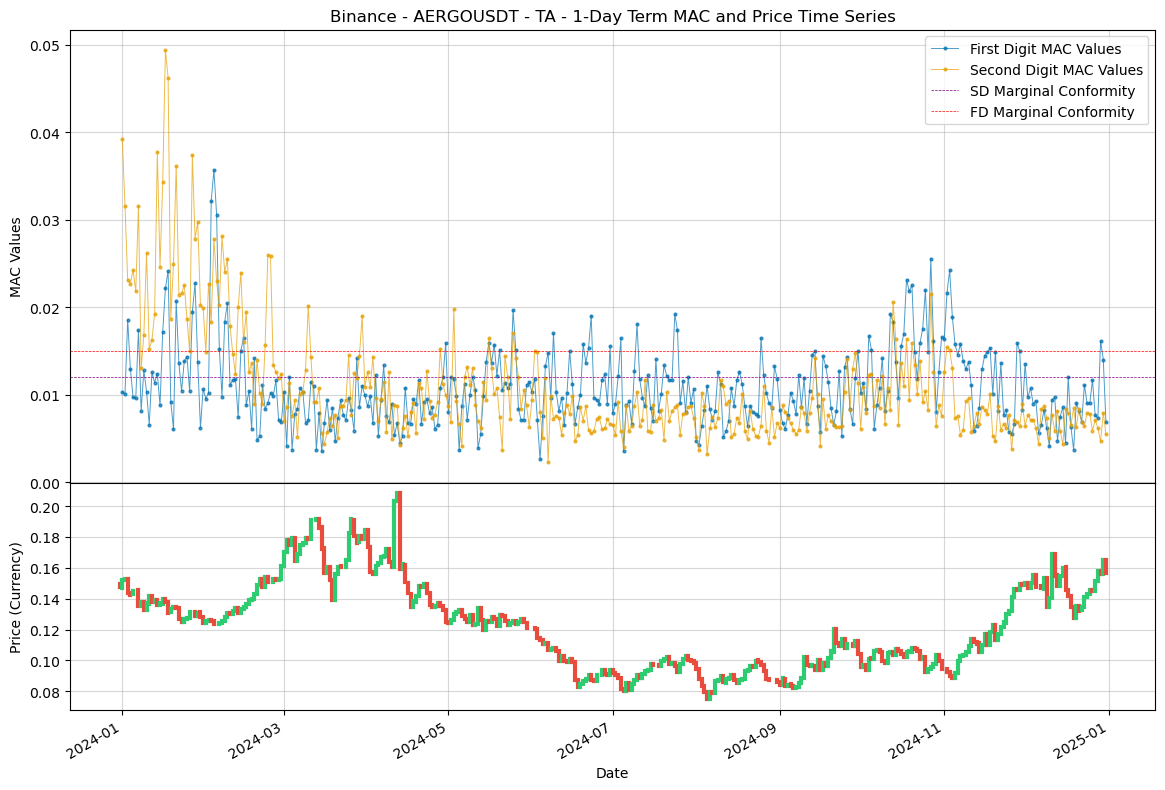 Binance - AERGOUSDT - TA - 1-Day Term MAC and Price Time Series
First Digit MAC Values
Second Digit MAC Values
SD Marginal Conformity
FD Marginal Conformity
MAC Values
0.05
0.04
0.03
0.02
0.01
0.00
Price (Currency)
0.20
0.18
0.16
0.14
0.12
0.10
0.08
2024-01
2024-03
2024-05
2024-07
2024-09
2024-11
2025-01
Date